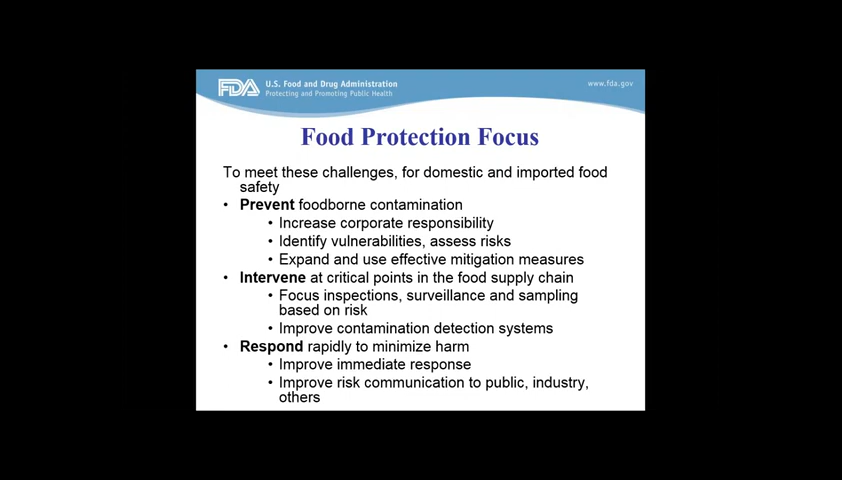 FDA U.S. Food and Drug Administration
Protecting and Promoting Public Health
www.fda.gov
Food Protection Focus
To meet these challenges, for domestic and imported food
safety
• Prevent foodborne contamination
• Increase corporate responsibility
• Identify vulnerabilities, assess risks
• Expand and use effective mitigation measures
• Intervene at critical points in the food supply chain
• Focus inspections, surveillance and sampling
based on risk
• Improve contamination detection systems
• Respond rapidly to minimize harm
• Improve immediate response
• Improve risk communication to public, industry,
others